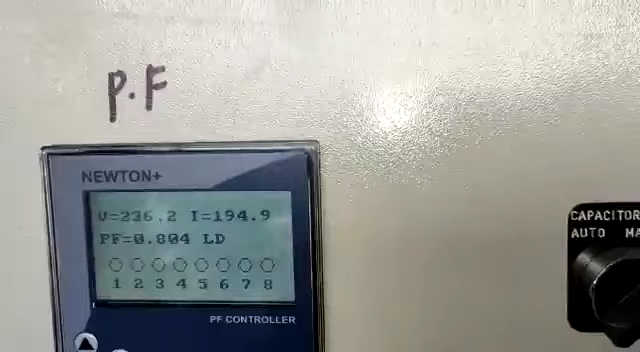 P.F
NEWTON+
V=236.2 I=194.9
PF=0.804 LD
1 2 3 4 5 6 7 8
PF CONTROLLER
CAPACITOR
AUTO MA